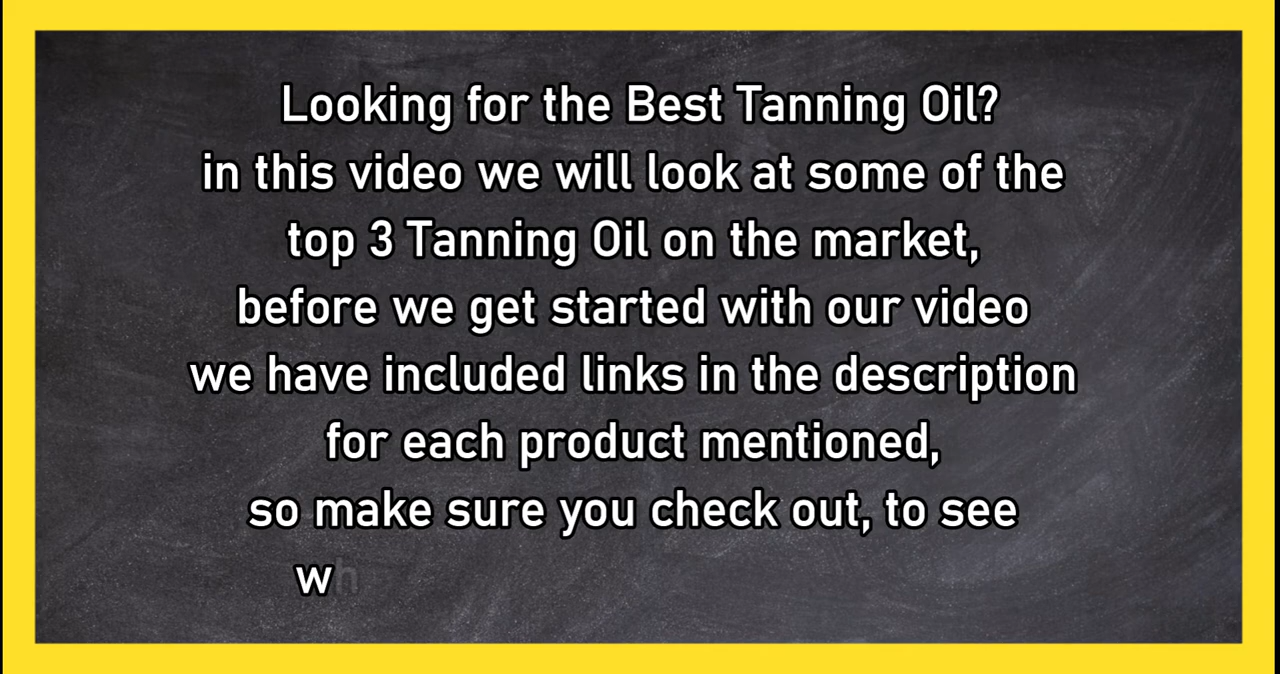 Looking for the Best Tanning Oil?
in this video we will look at some of the
top 3 Tanning Oil on the market,
before we get started with our video
we have included links in the description
for each product mentioned,
so make sure you check out, to see
wh